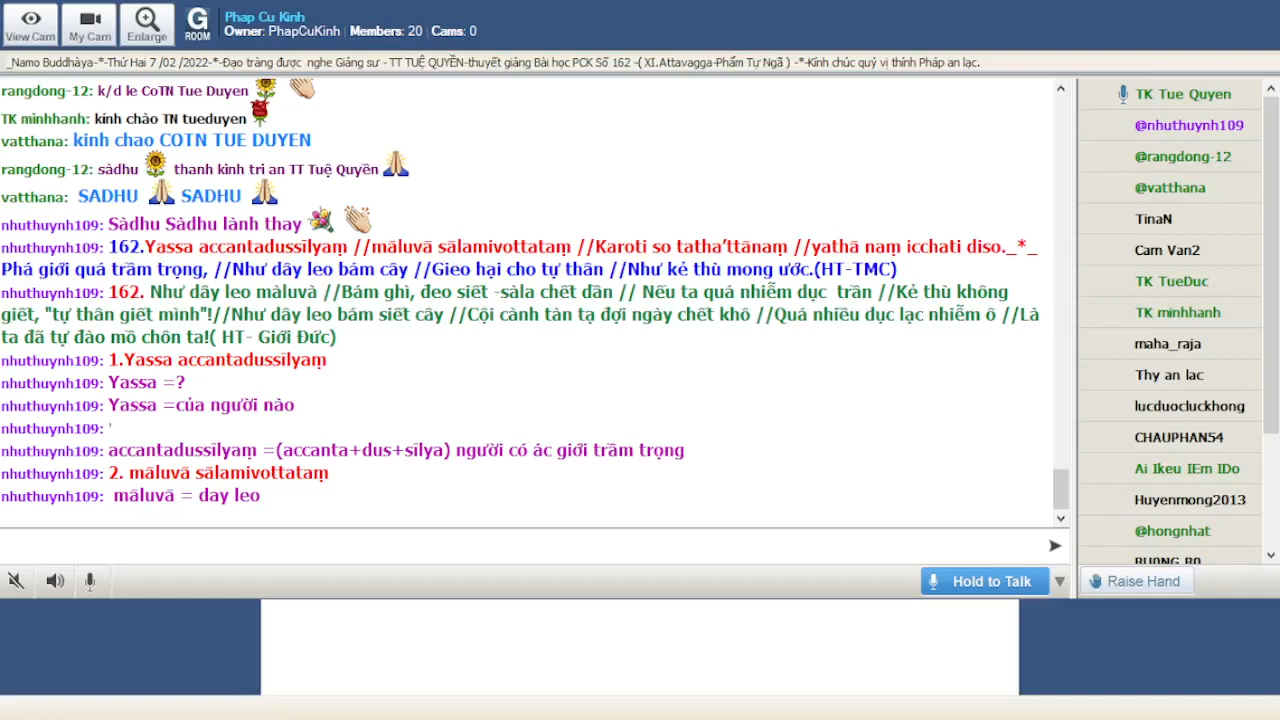 View Cam
My Cam
Enlarge
G
ROOM
Phap Cu Kinh
Owner: PhapCuKinh Members: 20 Cams: 0
_Namo Buddhàya-*-Thứ Hai 7 /02 /2022-*-Đạo tràng được nghe Giảng sư - TT TUỆ QUYỀN-thuyết giảng Bài học PCK Số 162 -( XI.Attavagga-Phẩm Tự Ngã ) -*-Kính chúc quý vị thính Pháp an lạc.
rangdong-12: k/d le CoTN Tue Duyen
TK minhhanh: kính chào TN tueduyen
vatthana: kinh chao COTN TUE DUYEN
rangdong-12: sàdhu thanh kinh tri an TT Tuệ Quyền
vatthana: SADHU SADHU
nhuthuynh109: Sàdhu Sàdhu lành thay
nhuthuynh109: 162.Yassa accantadussīlyaṃ //māluvā sālamivottataṃ //Karoti so tatha’ttānaṃ //yathā naṃ icchati diso._*_
Phá giới quá trầm trọng, //Như dây leo bám cây //Gieo hại cho tự thân //Như kẻ thù mong ước.(HT-TMC)
nhuthuynh109: 162. Như dây leo màluvà //Bám ghì, đeo siết -sàla chết đần // Nếu ta quá nhiễm dục trần //Kẻ thù không
giết, "tự thân giết mình"!//Như dây leo bám siết cây //Cội cành tàn tạ đợi ngày chết khô //Quá nhiều dục lạc nhiễm ô //Là
ta đã tự đào mồ chôn ta!( HT- Giới Đức)
nhuthuynh109: 1.Yassa accantadussīlyaṃ
nhuthuynh109: Yassa =?
nhuthuynh109: Yassa =của người nào
nhuthuynh109: '
nhuthuynh109: accantadussīlyaṃ =(accanta+dus+sīlya) người có ác giới trầm trọng
nhuthuynh109: 2. māluvā sālamivottataṃ
nhuthuynh109: māluvā = day leo
Hold to Talk
TK Tue Quyen
@nhuthuynh109
@rangdong-12
@vatthana
TinaN
Cam Van2
TK TueDuc
TK minhhanh
maha_raja
Thy an lac
lucduocluckhong
CHAUPHAN54
Ai Ikeu IEm IDo
Huyenmong2013
@hongnhat
Raise Hand